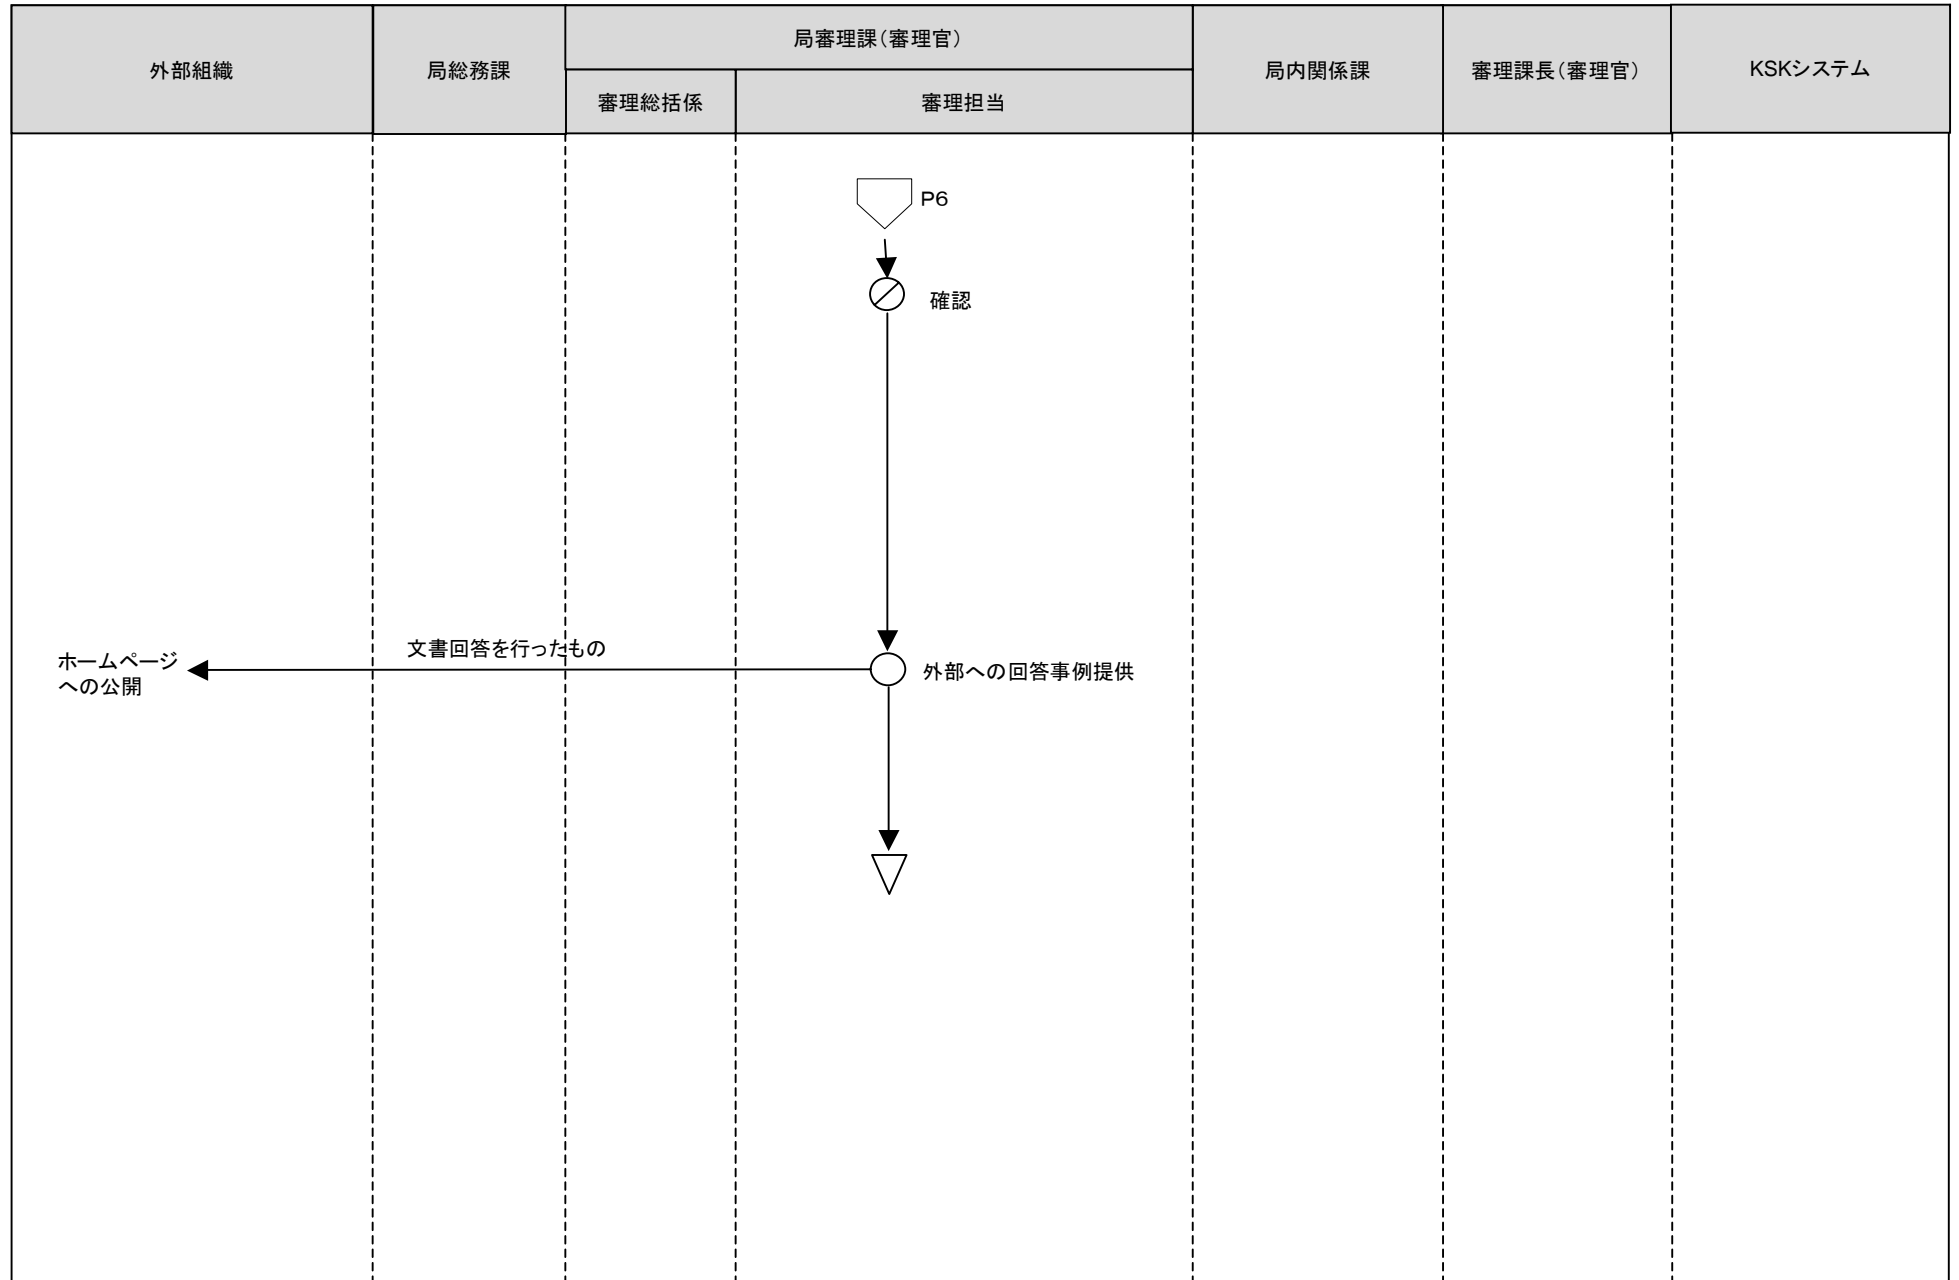 外部組織
局総務課
局審理課（審理官）
審理総括係
審理担当
局内関係課
審理課長（審理官）
KSKシステム
P6
確認
文書回答を行ったもの
ホームページ
への公開
外部への回答事例提供